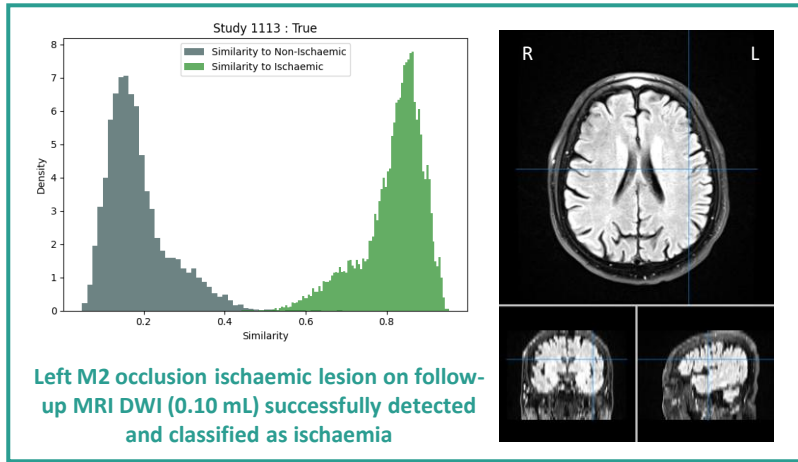 Study 1113 : True
Similarity to Non-Ischaemic
Similarity to Ischaemic
8
7
6
5
4
3
2
1
0
Density
0.2 0.4 0.6 0.8
Similarity
R L
Left M2 occlusion ischaemic lesion on follow-
up MRI DWI (0.10 mL) successfully detected
and classified as ischaemia